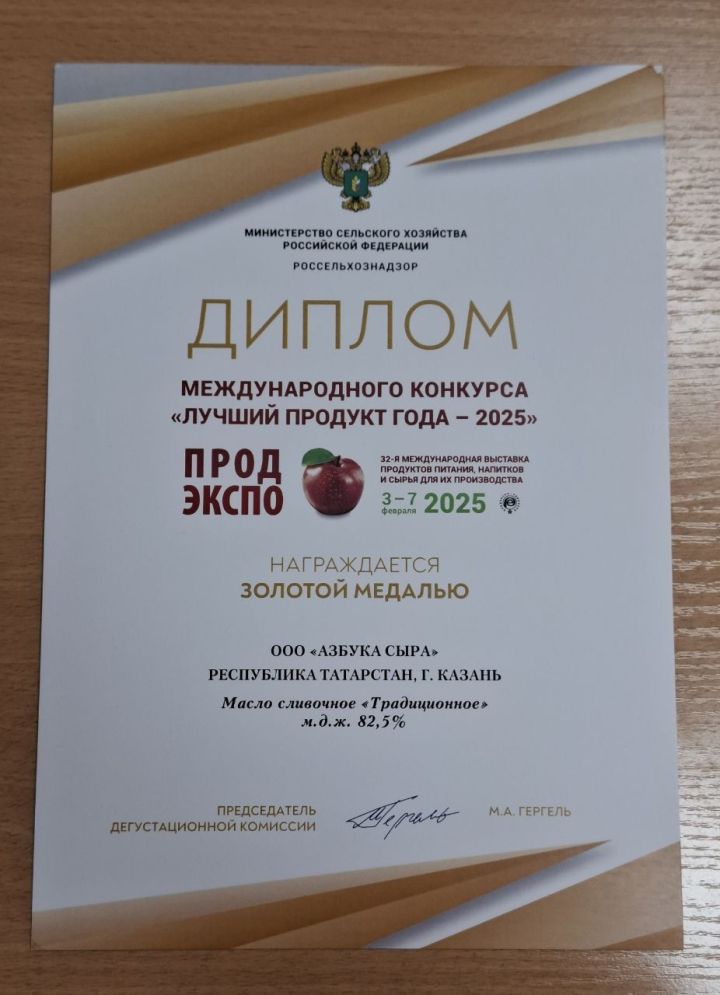 МИНИСТЕРСТВО СЕЛЬСКОГО ХОЗЯЙСТВА
РОССИЙСКОЙ ФЕДЕРАЦИИ
РОССЕЛЬХОЗНАДЗОР
ДИПЛОМ
МЕЖДУНАРОДНОГО КОНКУРСА
«ЛУЧШИЙ ПРОДУКТ ГОДА – 2025»
ПРОД
ЭКСПО
32-Я МЕЖДУНАРОДНАЯ ВЫСТАВКА
ПРОДУКТОВ ПИТАНИЯ, НАПИТКОВ
И СЫРЬЯ ДЛЯ ИХ ПРОИЗВОДСТВА
3–7
февраля
2025
НАГРАЖДАЕТСЯ
ЗОЛОТОЙ МЕДАЛЬЮ
ООО «АЗБУКА СЫРА»
РЕСПУБЛИКА ТАТАРСТАН, Г. КАЗАНЬ
Масло сливочное «Традиционное»
м.д.ж. 82,5%
ПРЕДСЕДАТЕЛЬ
ДЕГУСТАЦИОННОЙ КОМИССИИ
Гергель
М.А. ГЕРГЕЛЬ